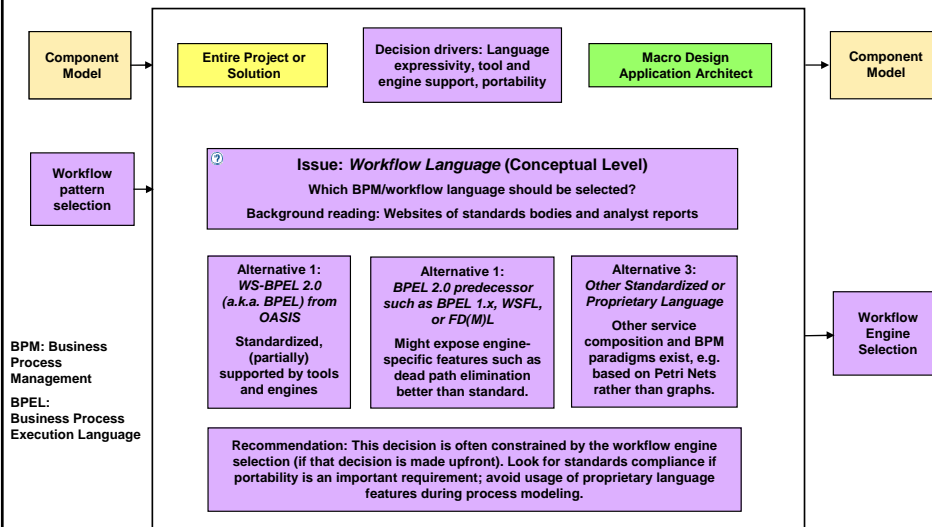 Component
Model
Entire Project or
Solution
Decision drivers: Language
expressivity, tool and
engine support, portability
Macro Design
Application Architect
Component
Model
Workflow
pattern
selection
?
Issue: Workflow Language (Conceptual Level)
Which BPM/workflow language should be selected?
Background reading: Websites of standards bodies and analyst reports
Alternative 1:
WS-BPEL 2.0
(a.k.a. BPEL) from
OASIS
Standardized,
(partially)
supported by tools
and engines
Alternative 1:
BPEL 2.0 predecessor
such as BPEL 1.x, WSFL,
or FD(M)L
Might expose engine-
specific features such as
dead path elimination
better than standard.
Alternative 3:
Other Standardized or
Proprietary Language
Other service
composition and BPM
paradigms exist, e.g.
based on Petri Nets
rather than graphs.
Workflow
Engine
Selection
BPM: Business
Process
Management
BPEL:
Business Process
Execution Language
Recommendation: This decision is often constrained by the workflow engine
selection (if that decision is made upfront). Look for standards compliance if
portability is an important requirement; avoid usage of proprietary language
features during process modeling.